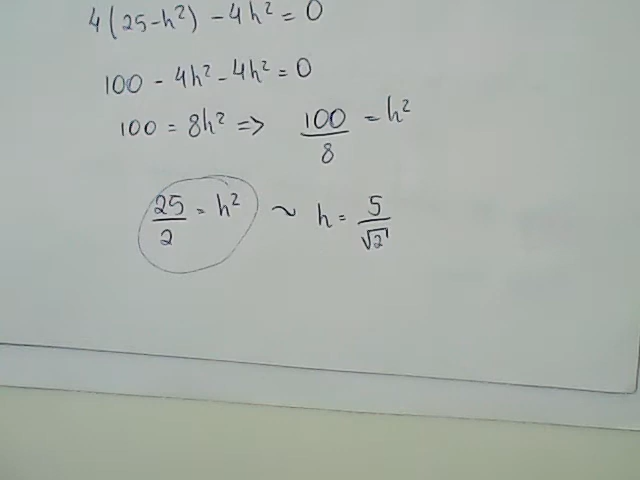 4(25-h²) - 4h² = 0
100 - 4h² - 4h² = 0
100 = 8h² => 100/8 = h²
25/2 = h² ~ h = 5/√2